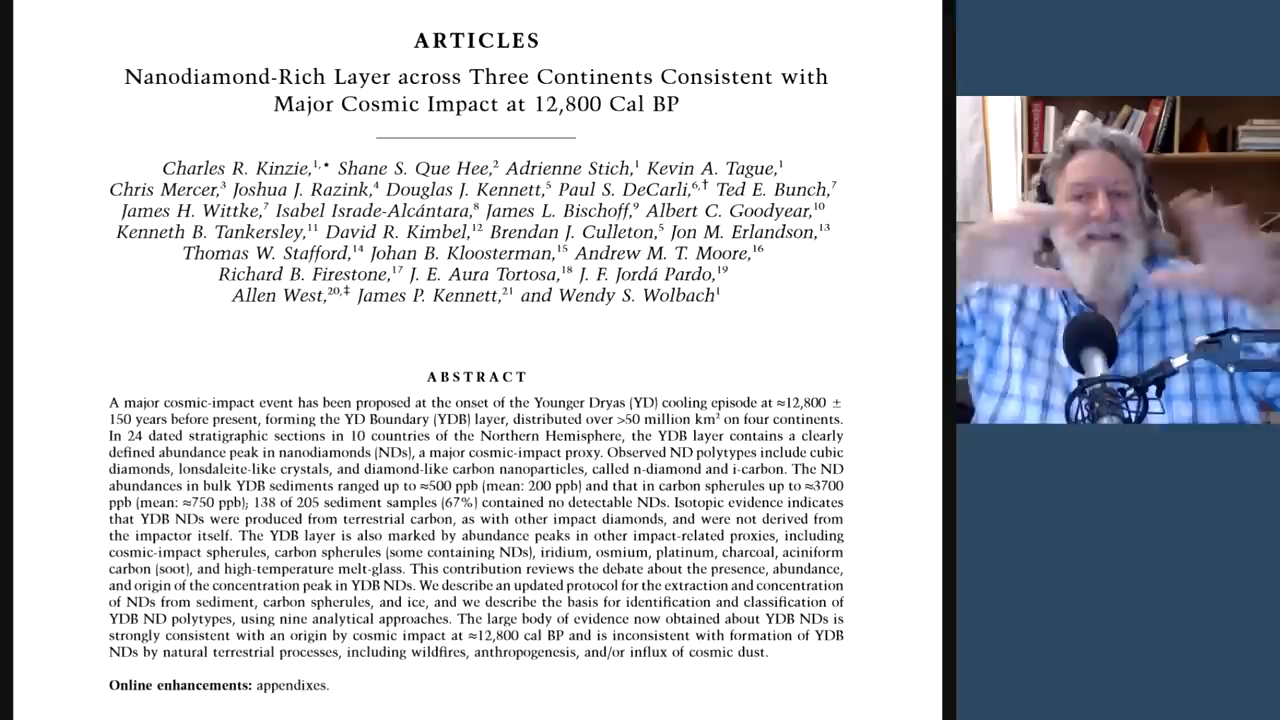 ARTICLES
Nanodiamond-Rich Layer across Three Continents Consistent with
Major Cosmic Impact at 12,800 Cal BP
Charles R. Kinzie,¹,* Shane S. Que Hee,² Adrienne Stich,¹ Kevin A. Tague,¹
Chris Mercer,³ Joshua J. Razink,⁴ Douglas J. Kennett,⁵ Paul S. DeCarli,⁶,† Ted E. Bunch,⁷
James H. Wittke,⁷ Isabel Israde-Alcántara,⁸ James L. Bischoff,⁹ Albert C. Goodyear,¹⁰
Kenneth B. Tankersley,¹¹ David R. Kimbel,¹² Brendan J. Culleton,⁵ Jon M. Erlandson,¹³
Thomas W. Stafford,¹⁴ Johan B. Kloosterman,¹⁵ Andrew M. T. Moore,¹⁶
Richard B. Firestone,¹⁷ J. E. Aura Tortosa,¹⁸ J. F. Jordá Pardo,¹⁹
Allen West,²⁰,‡ James P. Kennett,²¹ and Wendy S. Wolbach¹
ABSTRACT
A major cosmic-impact event has been proposed at the onset of the Younger Dryas (YD) cooling episode at ≈12,800 ±
150 years before present, forming the YD Boundary (YDB) layer, distributed over >50 million km² on four continents.
In 24 dated stratigraphic sections in 10 countries of the Northern Hemisphere, the YDB layer contains a clearly
defined abundance peak in nanodiamonds (NDs), a major cosmic-impact proxy. Observed ND polytypes include cubic
diamonds, lonsdaleite-like crystals, and diamond-like carbon nanoparticles, called n-diamond and i-carbon. The ND
abundances in bulk YDB sediments ranged up to ≈500 ppb (mean: 200 ppb) and that in carbon spherules up to ≈3700
ppb (mean: ≈750 ppb); 138 of 205 sediment samples (67%) contained no detectable NDs. Isotopic evidence indicates
that YDB NDs were produced from terrestrial carbon, as with other impact diamonds, and were not derived from
the impactor itself. The YDB layer is also marked by abundance peaks in other impact-related proxies, including
cosmic-impact spherules, carbon spherules (some containing NDs), iridium, osmium, platinum, charcoal, aciniform
carbon (soot), and high-temperature melt-glass. This contribution reviews the debate about the presence, abundance,
and origin of the concentration peak in YDB NDs. We describe an updated protocol for the extraction and concentration
of NDs from sediment, carbon spherules, and ice, and we describe the basis for identification and classification of
YDB ND polytypes, using nine analytical approaches. The large body of evidence now obtained about YDB NDs is
strongly consistent with an origin by cosmic impact at ≈12,800 cal BP and is inconsistent with formation of YDB
NDs by natural terrestrial processes, including wildfires, anthropogenesis, and/or influx of cosmic dust.
Online enhancements: appendixes.